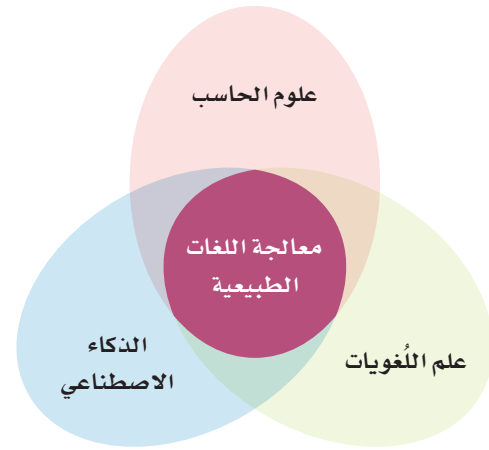 علوم الحاسب
معالجة اللغات
الطبيعية
الذكاء
الاصطناعي
علم اللُغويات